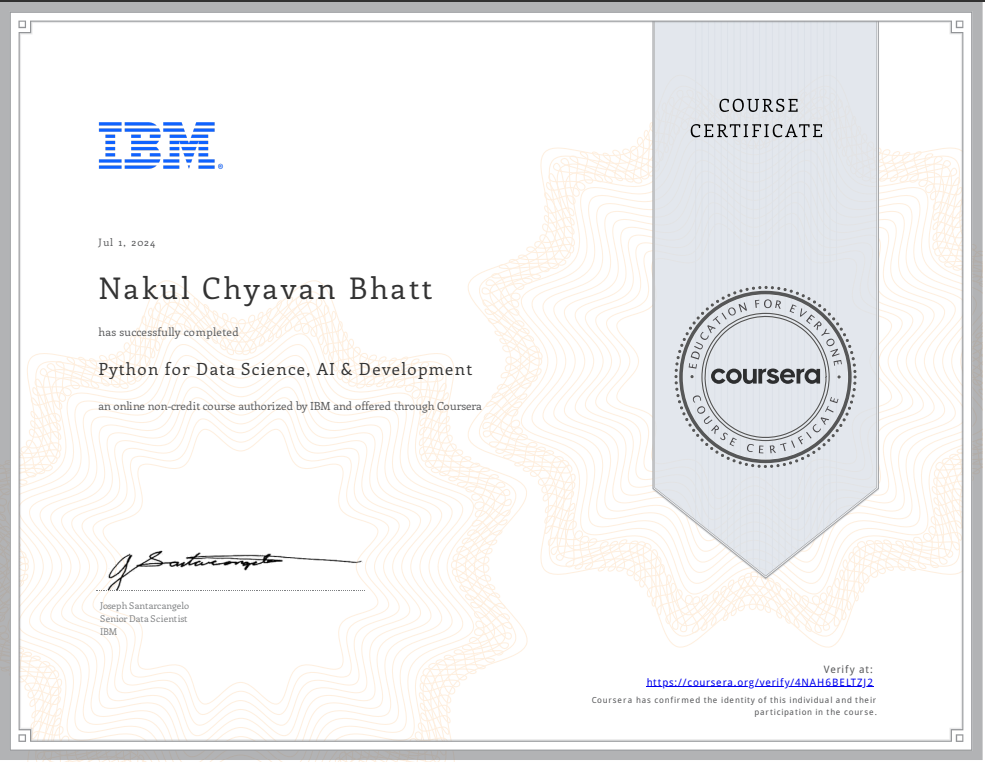 IBM®
COURSE
CERTIFICATE
Jul 1, 2024
Nakul Chyavan Bhatt
has successfully completed
Python for Data Science, AI & Development
an online non-credit course authorized by IBM and offered through Coursera
EDUCATION FOR EVERYONE
coursera
COURSE CERTIFICATE
J Santarcangelo
Joseph Santarcangelo
Senior Data Scientist
IBM
Verify at:
https://coursera.org/verify/4NAH6BELTZJ2
Coursera has confirmed the identity of this individual and their
participation in the course.